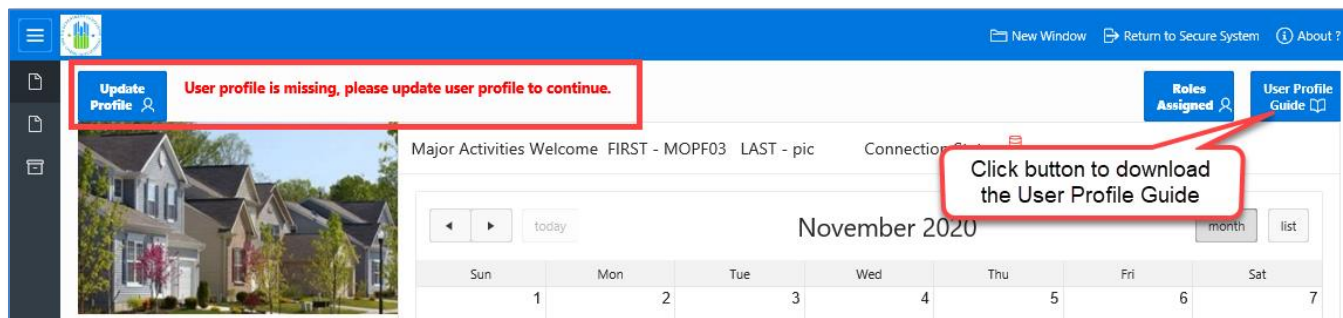 New Window Return to Secure System About ?
Update
Profile
User profile is missing, please update user profile to continue.
Roles
Assigned
User Profile
Guide
Major Activities Welcome FIRST - MOPF03 LAST - pic Connection
Click button to download
the User Profile Guide
today November 2020 month list
Sun Mon Tue Wed Thu Fri Sat
1 2 3 4 5 6 7